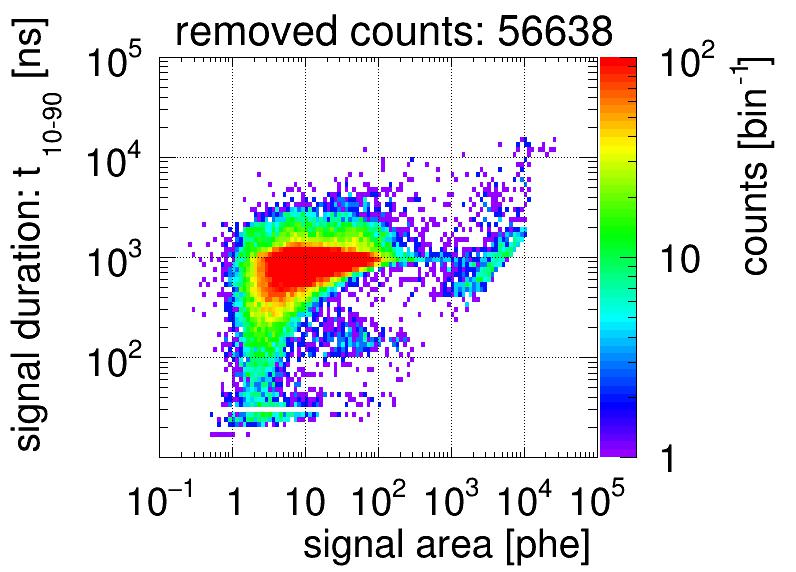 removed counts: 56638
signal duration: t 10-90 [ns]
10^5
10^4
10^3
10^2
10^−1 1 10 10^2 10^3 10^4 10^5
signal area [phe]
10^2
10
1
counts [bin^-1]